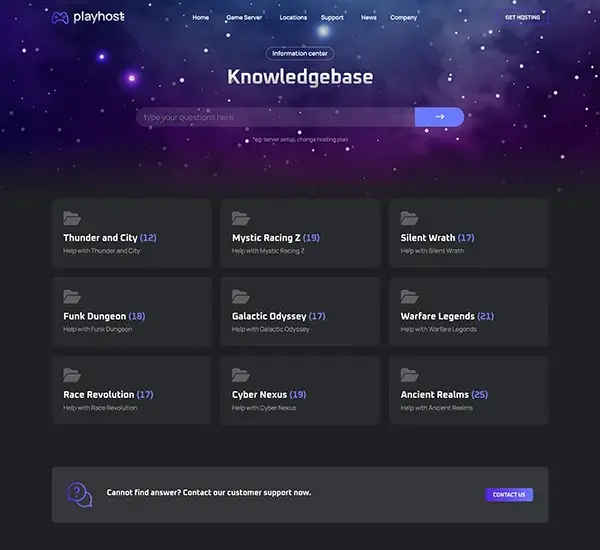 playhost
Home Game Server Locations Support News Company
GET HOSTING
Information center
Knowledgebase
type your questions here
*eg. server setup, change hosting plan
Thunder and City (12)
Help with Thunder and City
Mystic Racing Z (19)
Help with Mystic Racing Z
Silent Wrath (17)
Help with Silent Wrath
Funk Dungeon (18)
Help with Funk Dungeon
Galactic Odyssey (17)
Help with Galactic Odyssey
Warfare Legends (21)
Help with Warfare Legends
Race Revolution (17)
Help with Race Revolution
Cyber Nexus (19)
Help with Cyber Nexus
Ancient Realms (25)
Help with Ancient Realms
Cannot find answer? Contact our customer support now.
CONTACT US